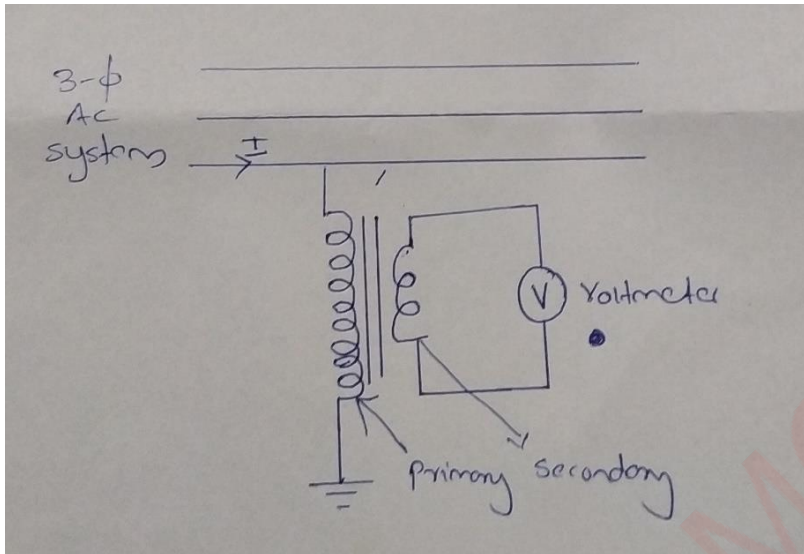 3-ϕ
AC
system
I
V
Voltmeter
Primary
Secondary